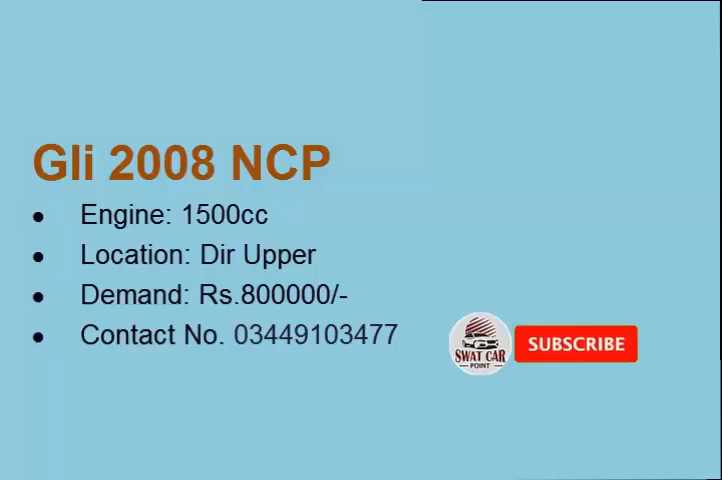 Gli 2008 NCP
• Engine: 1500cc
• Location: Dir Upper
• Demand: Rs.800000/-
• Contact No. 03449103477
SWAT CAR
POINT
SUBSCRIBE